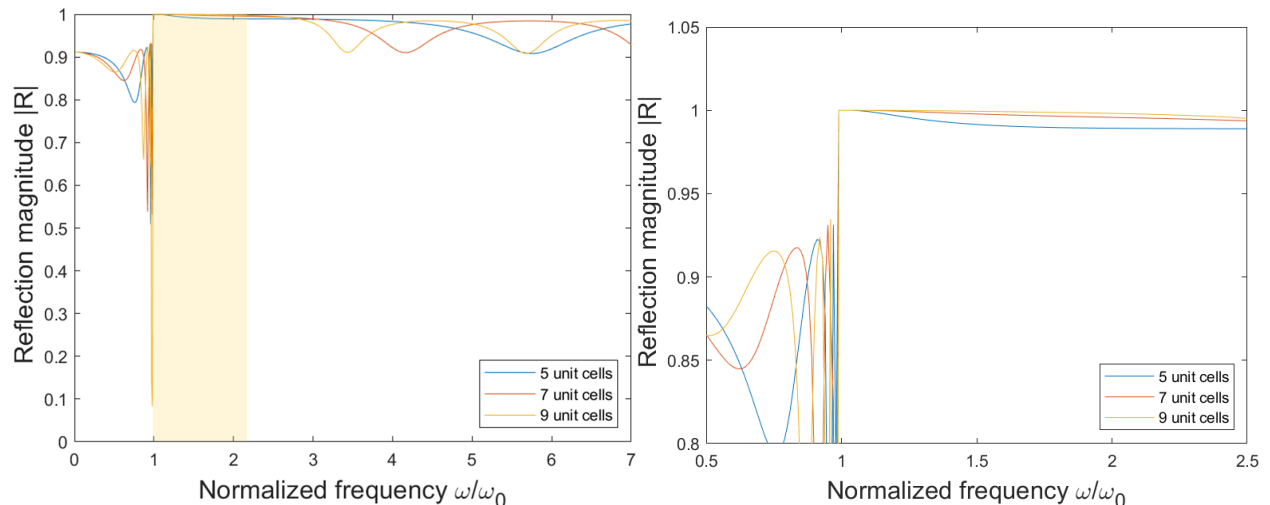 1
0.9
0.8
0.7
0.6
0.5
0.4
0.3
0.2
0.1
0
Reflection magnitude |R|
0 1 2 3 4 5 6 7
Normalized frequency ω/ω0
5 unit cells
7 unit cells
9 unit cells
1.05
1
0.95
0.9
0.85
0.8
Reflection magnitude |R|
0.5 1 1.5 2 2.5
Normalized frequency ω/ω0
5 unit cells
7 unit cells
9 unit cells